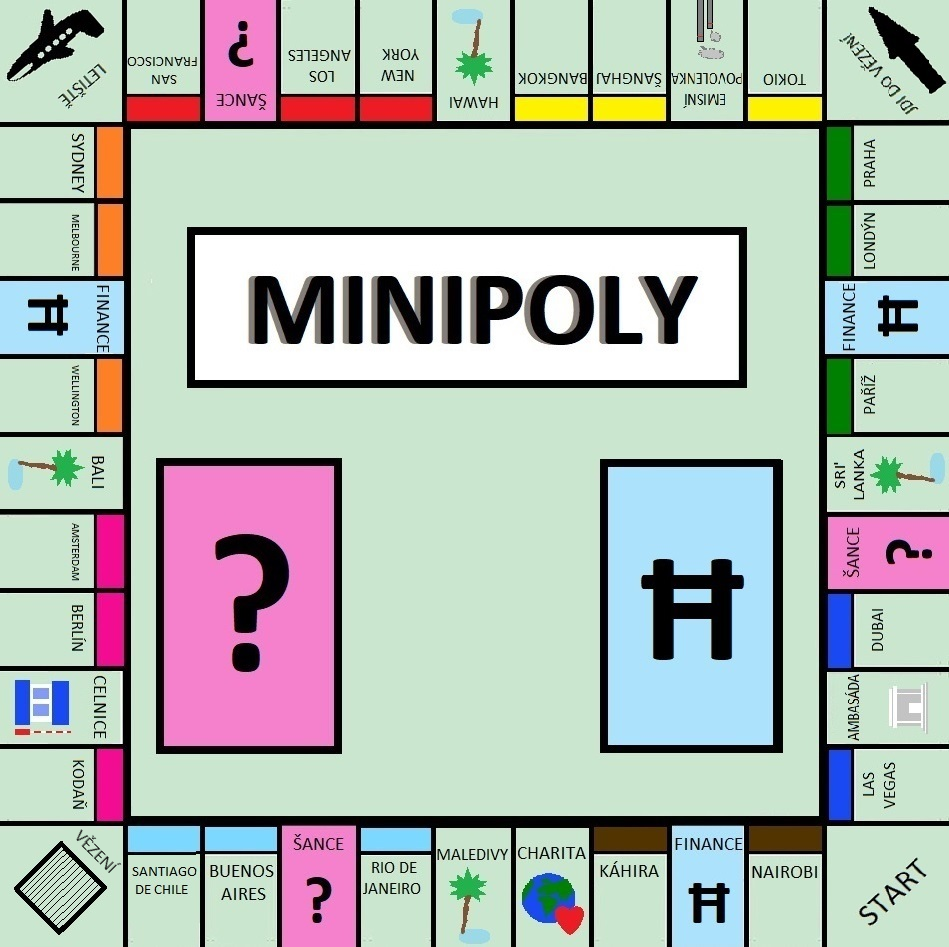 LETIŠTĚ
SAN
FRANCISCO
?
ŠANCE
LOS
ANGELES
NEW
YORK
HAWAI
BANGKOK
ŠANGHAJ
EMISNÍ
POVOLENKA
TOKIO
JDI DO VĚZENÍ
SYDNEY
MELBOURNE
FINANCE
Ħ
WELLINGTON
BALI
AMSTERDAM
BERLÍN
CELNICE
KODAŇ
MINIPOLY
?
Ħ
PRAHA
LONDÝN
FINANCE
Ħ
PAŘÍŽ
SRI'
LANKA
ŠANCE
?
DUBAI
AMBASÁDA
LAS
VEGAS
VĚZENÍ
SANTIAGO
DE CHILE
BUENOS
AIRES
ŠANCE
?
RIO DE
JANEIRO
MALEDIVY
CHARITA
KÁHIRA
FINANCE
Ħ
NAIROBI
START